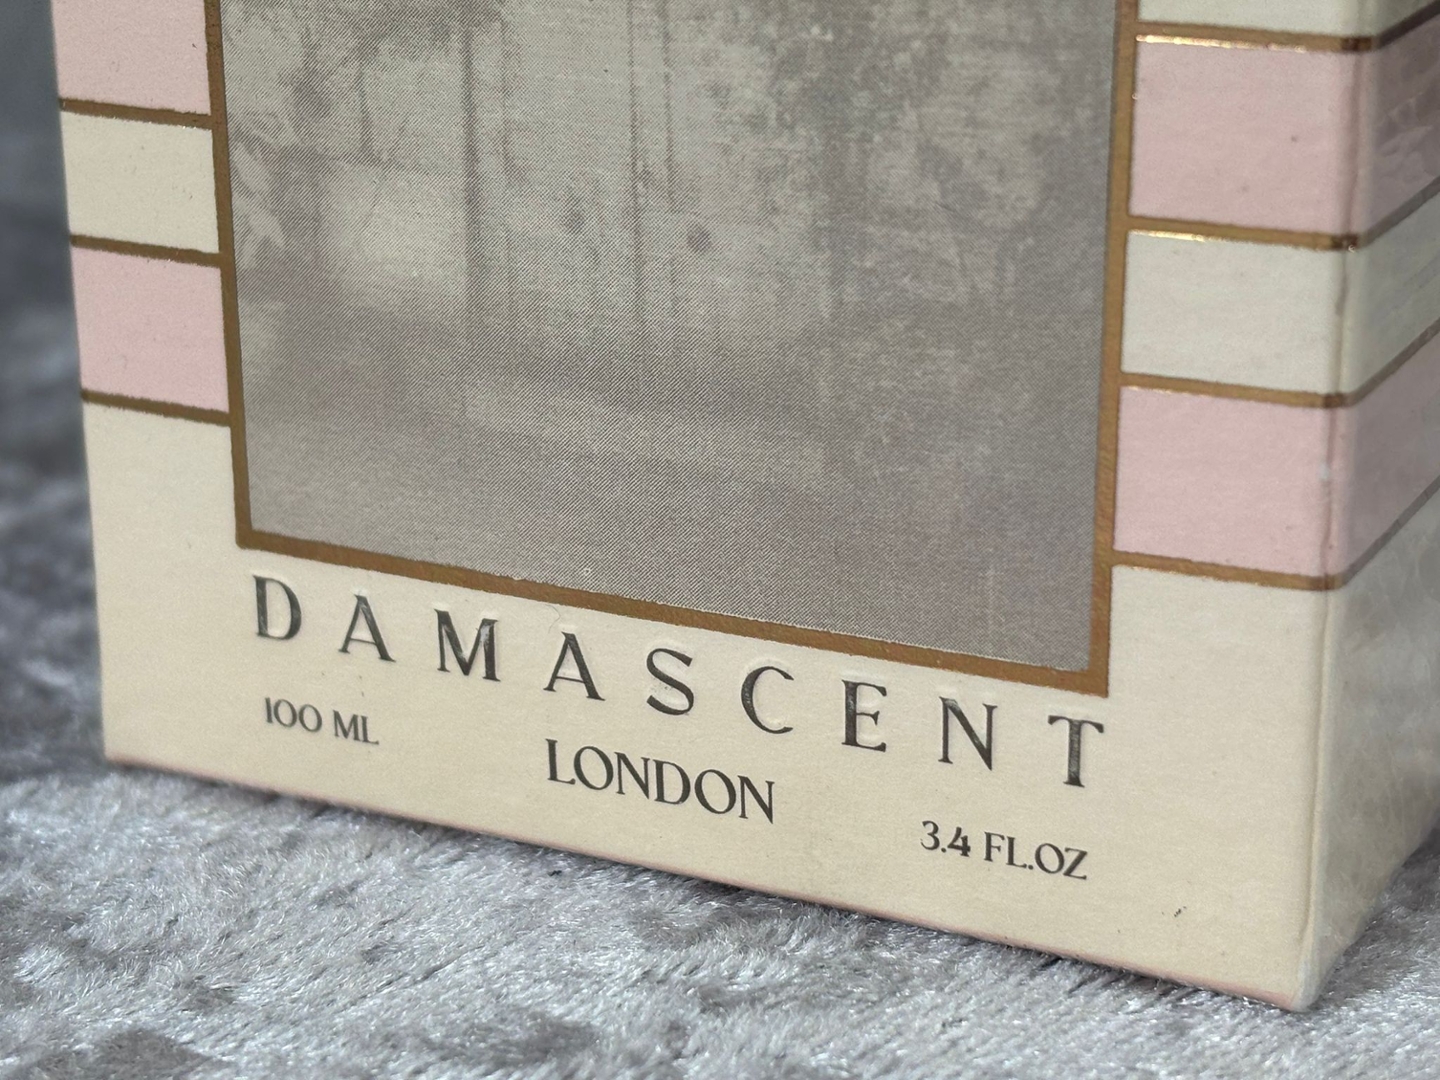 DAMASCENT
100 ML
LONDON
3.4 FL.OZ